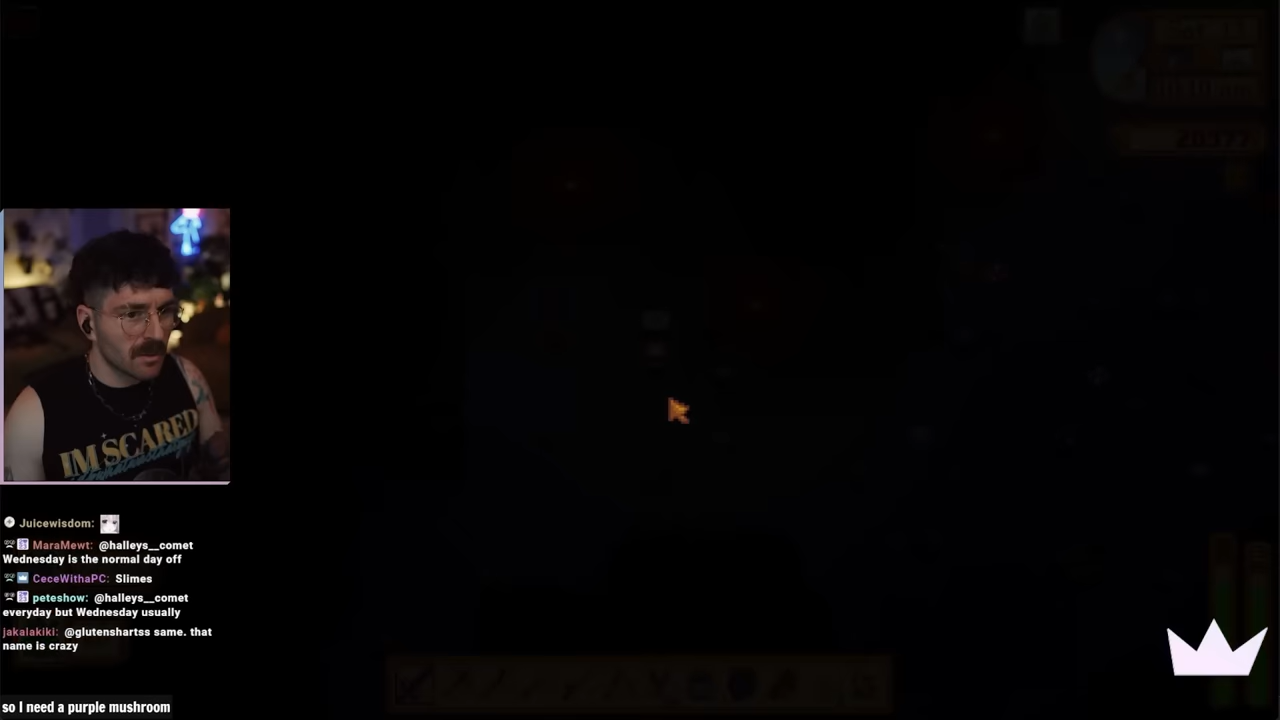 20377
IM SCARED
Juicewisdom:
MaraMewt: @halleys__comet
Wednesday is the normal day off
CeceWithaPC: Slimes
peteshow: @halleys__comet
everyday but Wednesday usually
jakalakiki: @glutenshartss same. that
name is crazy
so I need a purple mushroom